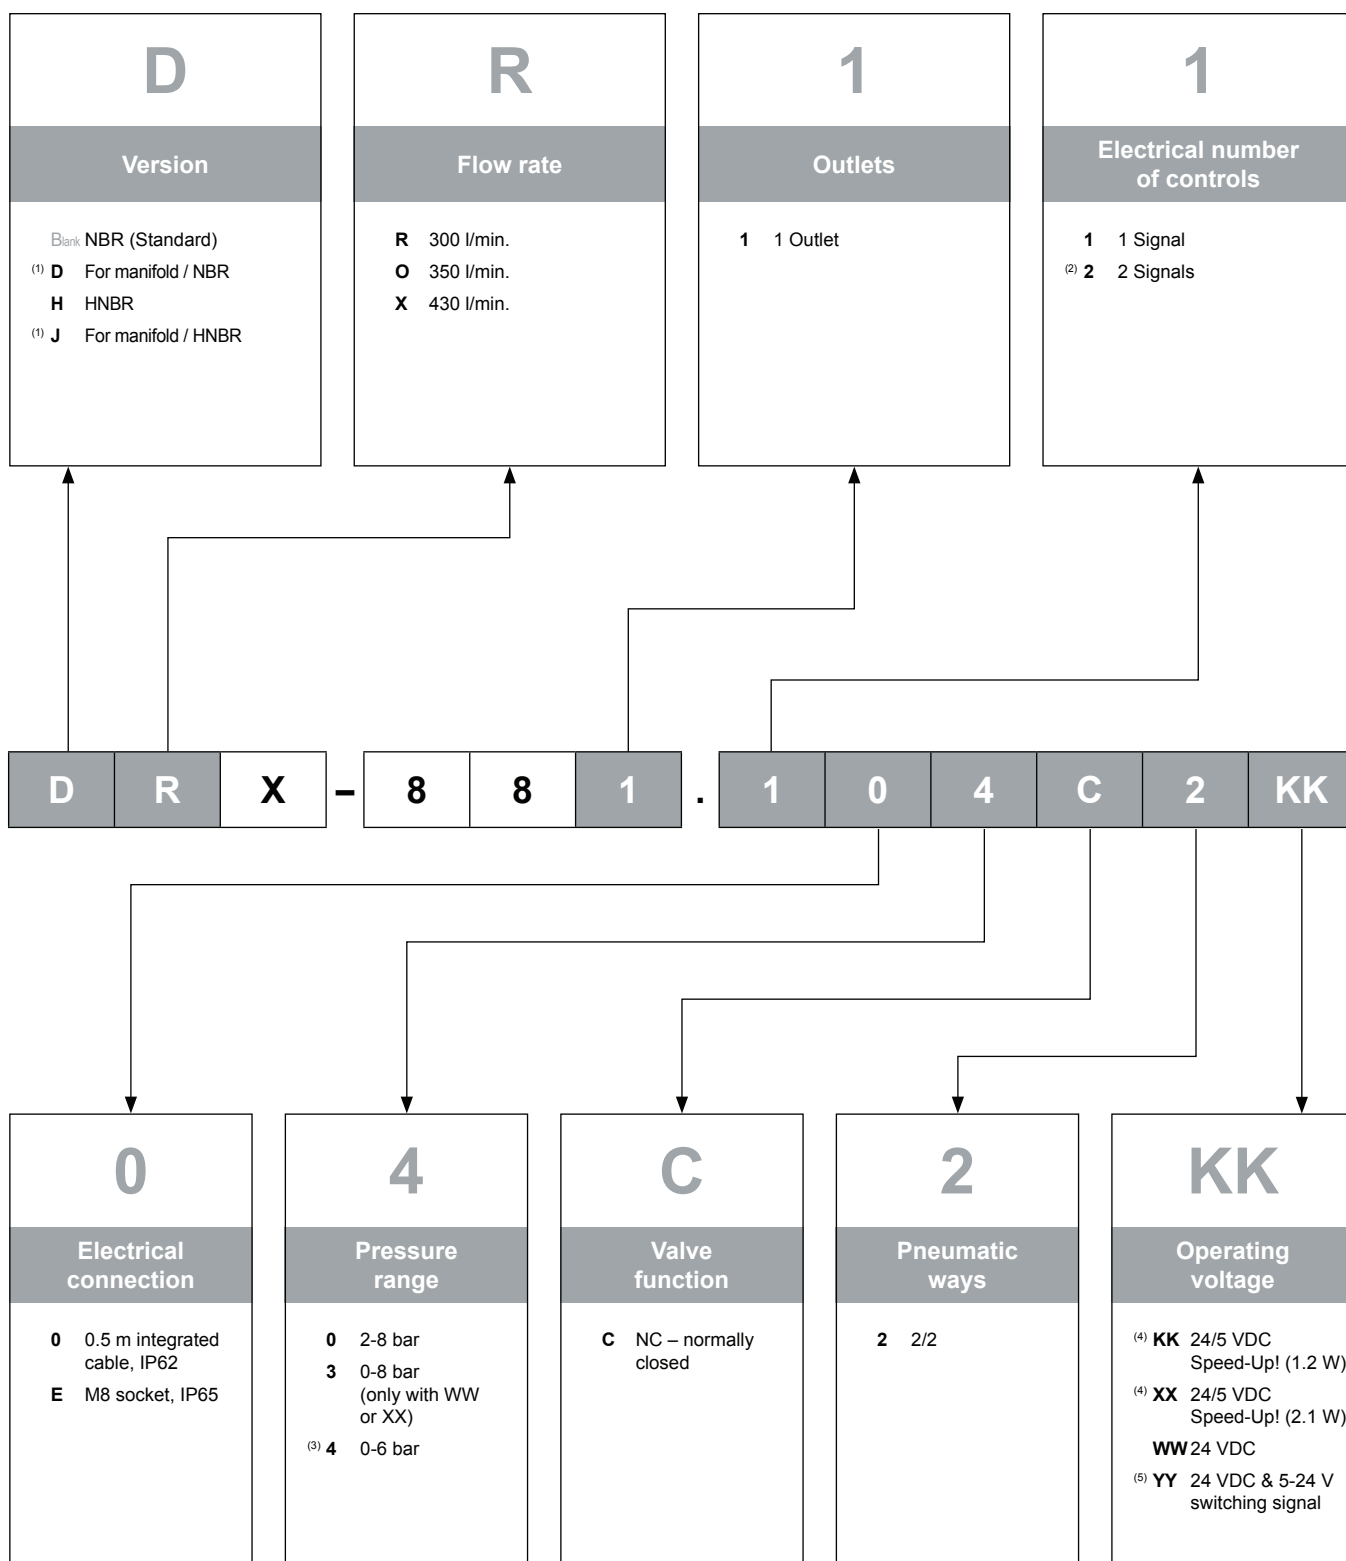 D
Version
Blank NBR (Standard)
(1) D For manifold / NBR
H HNBR
(1) J For manifold / HNBR
R
Flow rate
R 300 l/min.
O 350 l/min.
X 430 l/min.
1
Outlets
1 1 Outlet
1
Electrical number
of controls
1 1 Signal
(2) 2 2 Signals
D R X – 8 8 1 . 1 0 4 C 2 KK
0
Electrical
connection
0 0.5 m integrated
cable, IP62
E M8 socket, IP65
4
Pressure
range
0 2-8 bar
3 0-8 bar
(only with WW
or XX)
(3) 4 0-6 bar
C
Valve
function
C NC – normally
closed
2
Pneumatic
ways
2 2/2
KK
Operating
voltage
(4) KK 24/5 VDC
Speed-Up! (1.2 W)
(4) XX 24/5 VDC
Speed-Up! (2.1 W)
WW 24 VDC
(5) YY 24 VDC & 5-24 V
switching signal